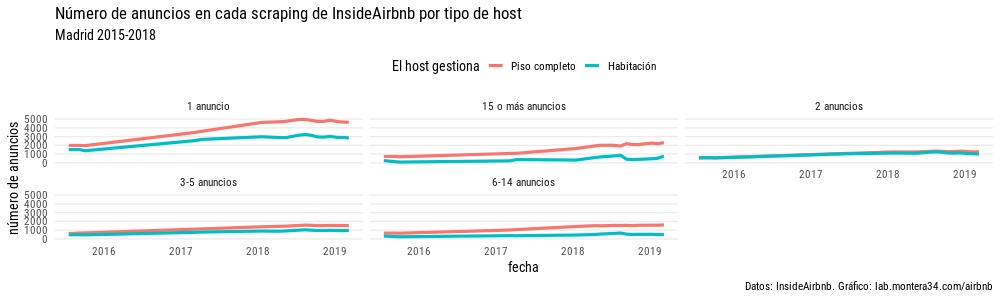 Número de anuncios en cada scraping de InsideAirbnb por tipo de host
Madrid 2015-2018
El host gestiona Piso completo Habitación
1 anuncio 15 o más anuncios 2 anuncios
número de anuncios
5000
4000
3000
2000
1000
0
2016 2017 2018 2019
3-5 anuncios 6-14 anuncios
5000
4000
3000
2000
1000
0
2016 2017 2018 2019 2016 2017 2018 2019
fecha
Datos: InsideAirbnb. Gráfico: lab.montera34.com/airbnb